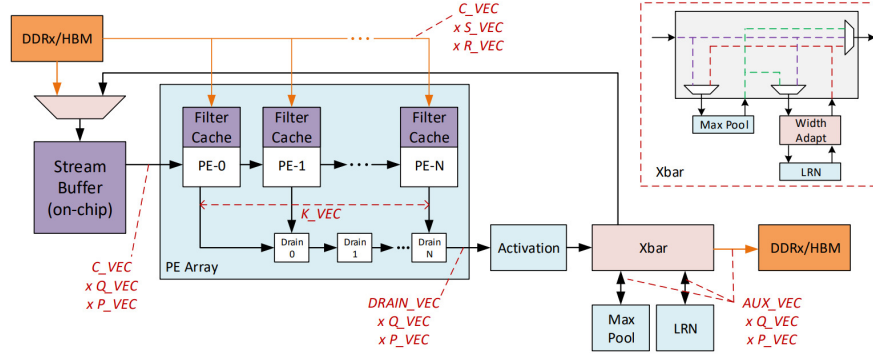 DDRx/HBM
C_VEC
x S_VEC
x R_VEC
Filter
Cache
PE-0
Filter
Cache
PE-1
Filter
Cache
PE-N
Stream
Buffer
(on-chip)
K_VEC
Drain
0
Drain
1
Drain
N
PE Array
C_VEC
x Q_VEC
x P_VEC
DRAIN_VEC
x Q_VEC
x P_VEC
Activation
Xbar
DDRx/HBM
Max
Pool
LRN
AUX_VEC
x Q_VEC
x P_VEC
Max Pool
Width
Adapt
LRN
Xbar